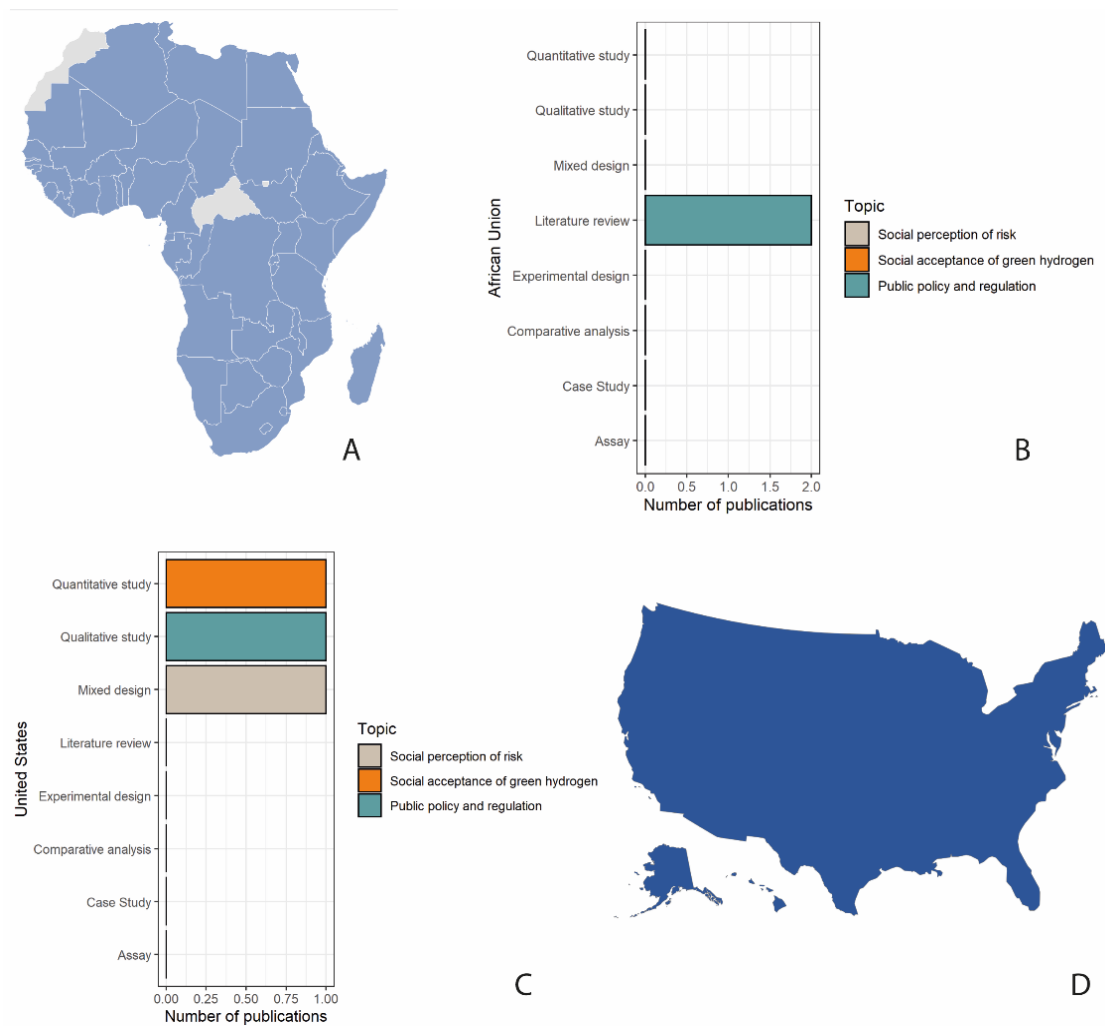 A
African Union
Quantitative study
Qualitative study
Mixed design
Literature review
Experimental design
Comparative analysis
Case Study
Assay
0.0 0.5 1.0 1.5 2.0
Number of publications
Topic
Social perception of risk
Social acceptance of green hydrogen
Public policy and regulation
B
United States
Quantitative study
Qualitative study
Mixed design
Literature review
Experimental design
Comparative analysis
Case Study
Assay
0.00 0.25 0.50 0.75 1.00
Number of publications
Topic
Social perception of risk
Social acceptance of green hydrogen
Public policy and regulation
C
D